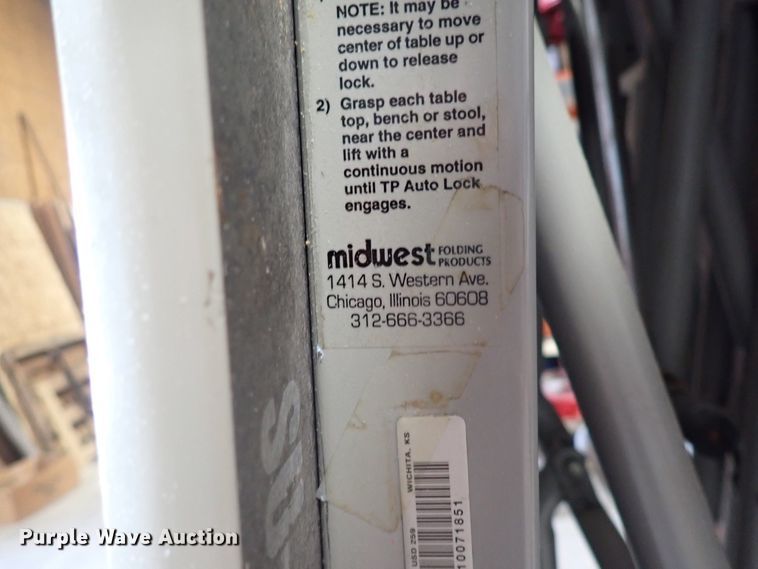 NOTE: It may be
necessary to move
center of table up or
down to release
lock.
2) Grasp each table
top, bench or stool,
near the center and
lift with a
continuous motion
until TP Auto Lock
engages.
midwest FOLDING
PRODUCTS
1414 S. Western Ave.
Chicago, Illinois 60608
312-666-3366
USD 259 WICHITA, KS
10071851
Purple Wave Auction